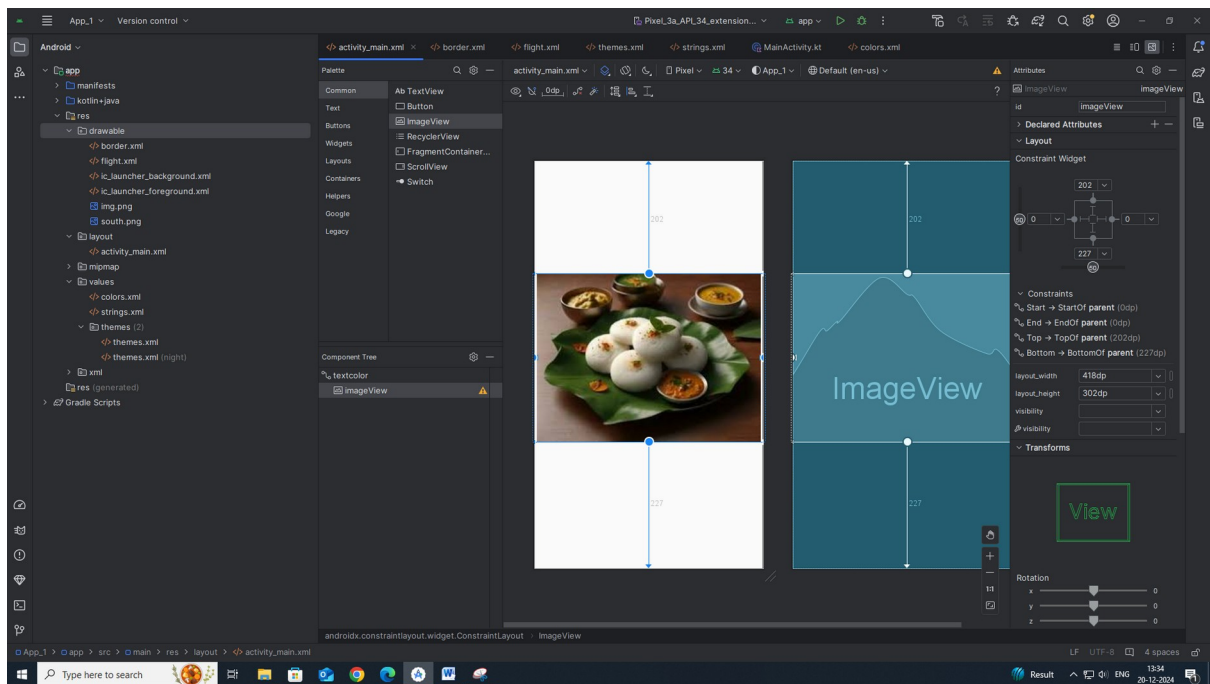 App_1
Version control
Pixel_3a_API_34_extension...
app
Android
activity_main.xml
border.xml
flight.xml
themes.xml
strings.xml
MainActivity.kt
colors.xml
app
manifests
kotlin+java
res
drawable
border.xml
flight.xml
ic_launcher_background.xml
ic_launcher_foreground.xml
img.png
south.png
layout
activity_main.xml
mipmap
values
colors.xml
strings.xml
themes (2)
themes.xml
themes.xml (night)
xml
res (generated)
Gradle Scripts
Palette
Common
Text
Buttons
Widgets
Layouts
Containers
Helpers
Google
Legacy
Ab TextView
Button
ImageView
RecyclerView
FragmentContainer...
ScrollView
Switch
Component Tree
textcolor
imageView
activity_main.xml
Pixel
34
App_1
Default (en-us)
0dp
?
202
227
202
ImageView
227
1:1
Attributes
ImageView
imageView
id
imageView
Declared Attributes
Layout
Constraint Widget
202
0
0
227
Constraints
Start → StartOf parent (0dp)
End → EndOf parent (0dp)
Top → TopOf parent (202dp)
Bottom → BottomOf parent (227dp)
layout_width
418dp
layout_height
302dp
visibility
visibility
Transforms
View
Rotation
x
0
y
0
z
0
androidx.constraintlayout.widget.ConstraintLayout
ImageView
App_1 > app > src > main > res > layout > activity_main.xml
LF UTF-8 4 spaces
Type here to search
W
Result
ENG
13:34
20-12-2024